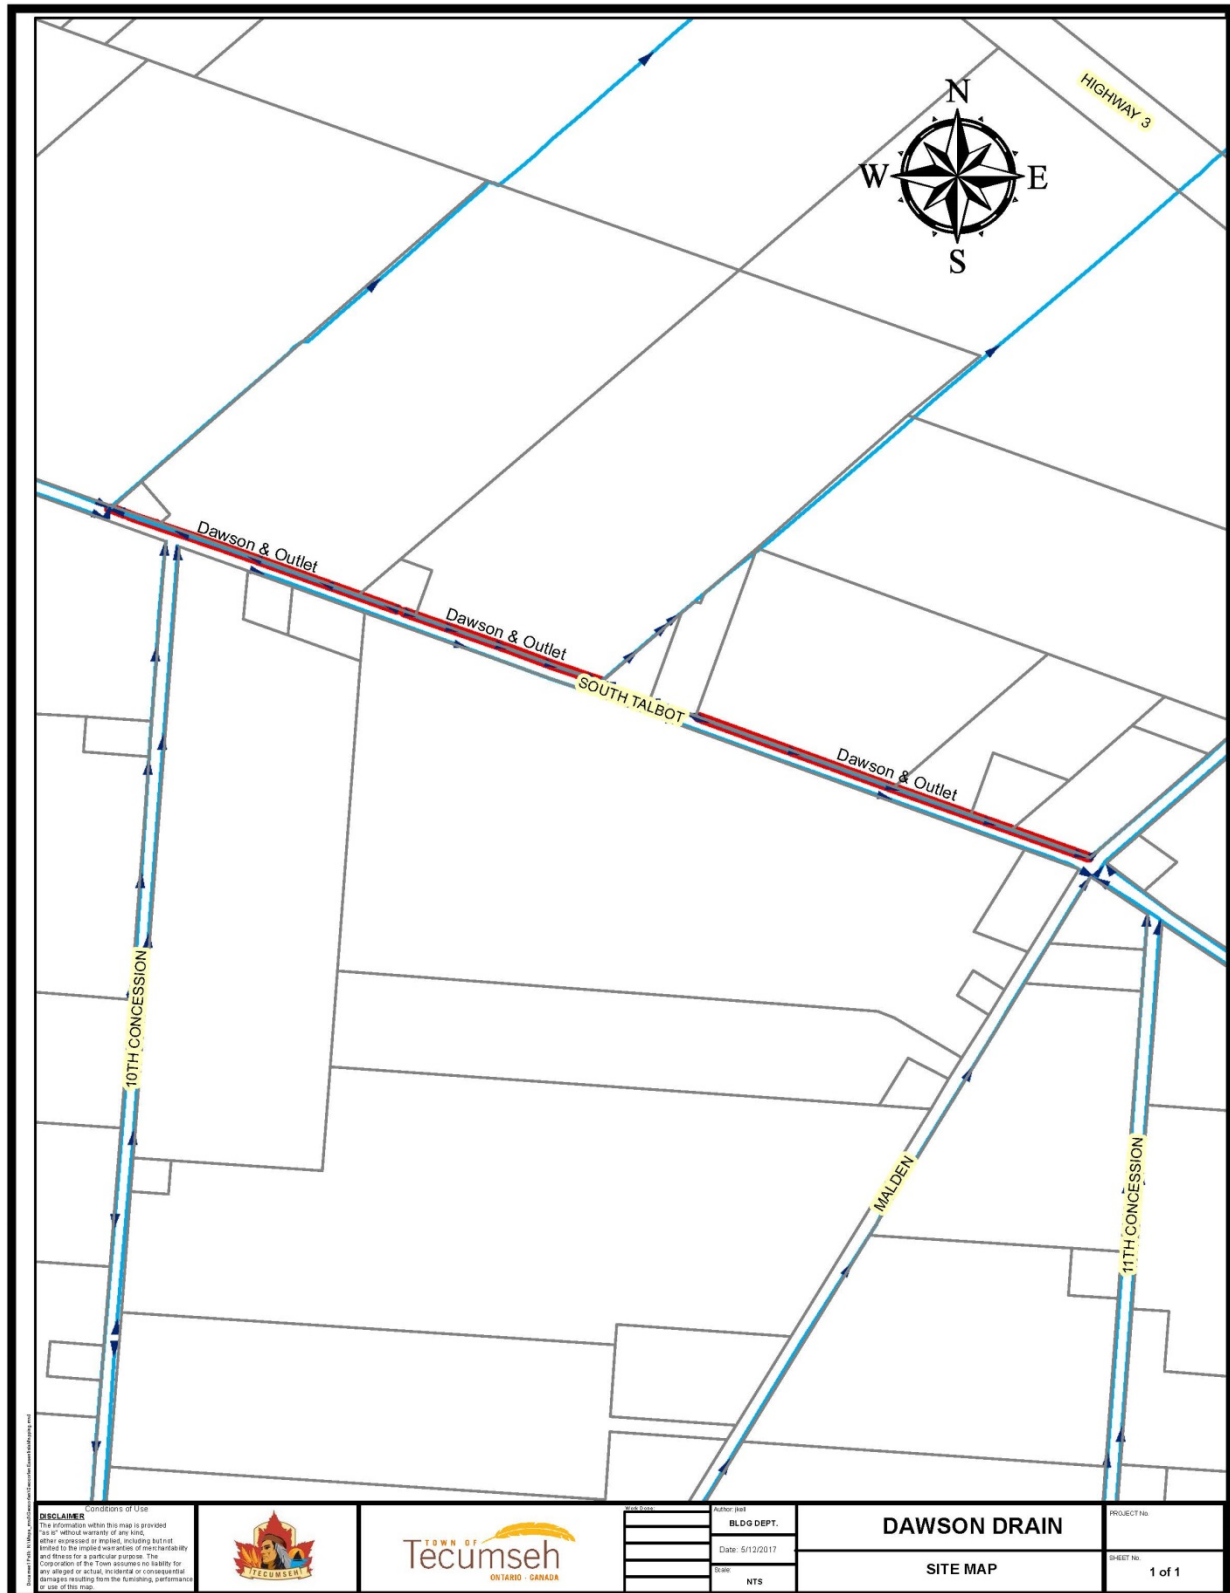 HIGHWAY 3
N
W
E
S
Dawson & Outlet
Dawson & Outlet
SOUTH TALBOT
Dawson & Outlet
10TH CONCESSION
MALDEN
11TH CONCESSION
Conditions of Use
DISCLAIMER
The information within this map is provided
"as is" without warranty of any kind,
either expressed or implied, including but not
limited to the implied warranties of merchantability
and fitness for a particular purpose. The
Corporation of the Town assumes no liability for
any alleged or actual, incidental or consequential
damages resulting from the furnishing, performance
or use of this map.
TECUMSEH
TOWN OF
Tecumseh
ONTARIO - CANADA
Work Done:
Author: jkell
BLDG DEPT.
Date: 5/12/2017
Scale:
NTS
DAWSON DRAIN
SITE MAP
PROJECT No.
SHEET No.
1 of 1